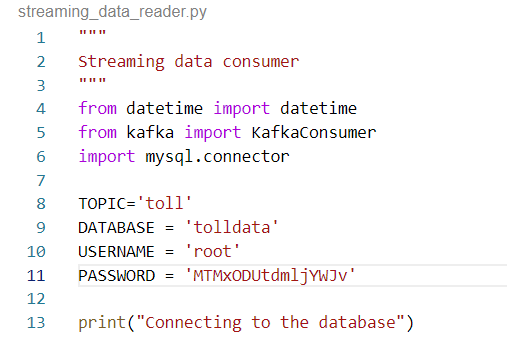 streaming_data_reader.py
1 """
2 Streaming data consumer
3 """
4 from datetime import datetime
5 from kafka import KafkaConsumer
6 import mysql.connector
7
8 TOPIC='toll'
9 DATABASE = 'tolldata'
10 USERNAME = 'root'
11 PASSWORD = 'MTMxODUtdmljYWJv'
12
13 print("Connecting to the database")